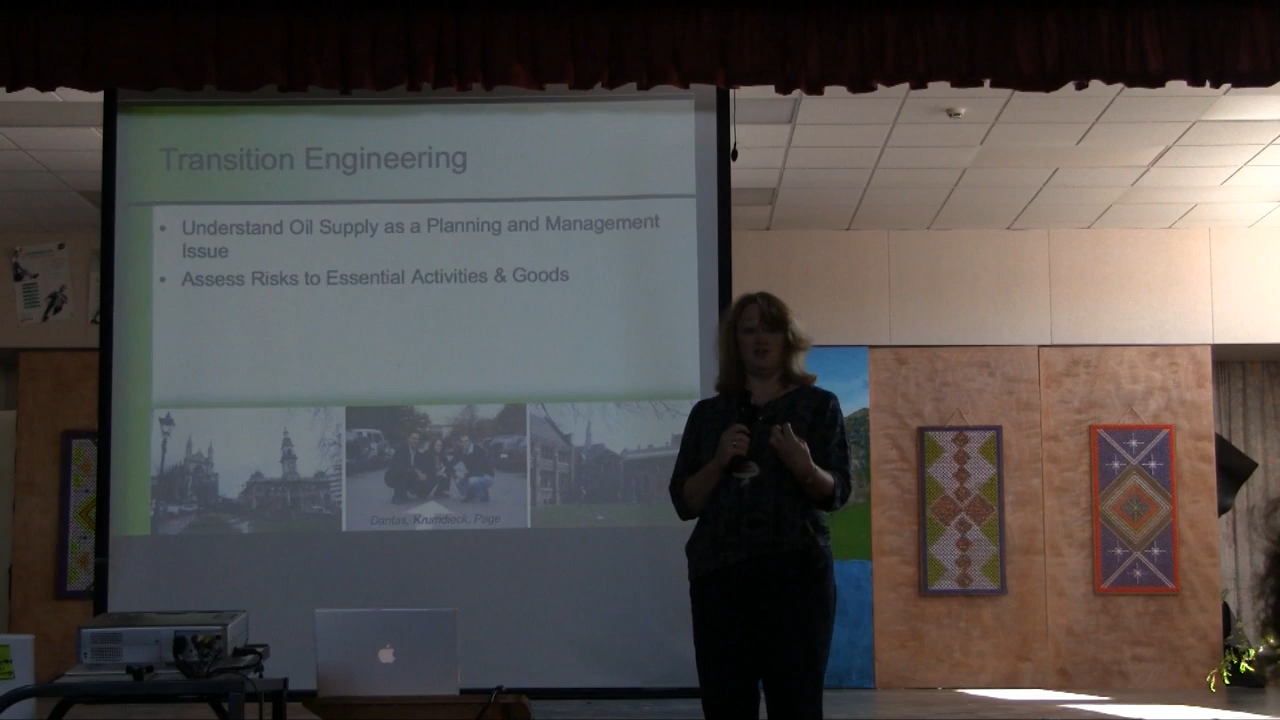 Transition Engineering
• Understand Oil Supply as a Planning and Management
Issue
• Assess Risks to Essential Activities & Goods
Dantas, Krumdieck, Page